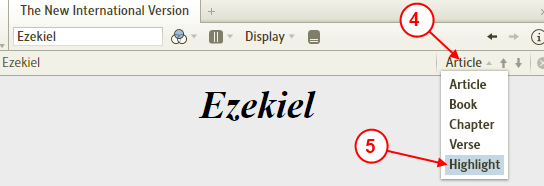 The New International Version +
4
Ezekiel Display
Ezekiel Article
Ezekiel
Article
Book
Chapter
Verse
5 Highlight